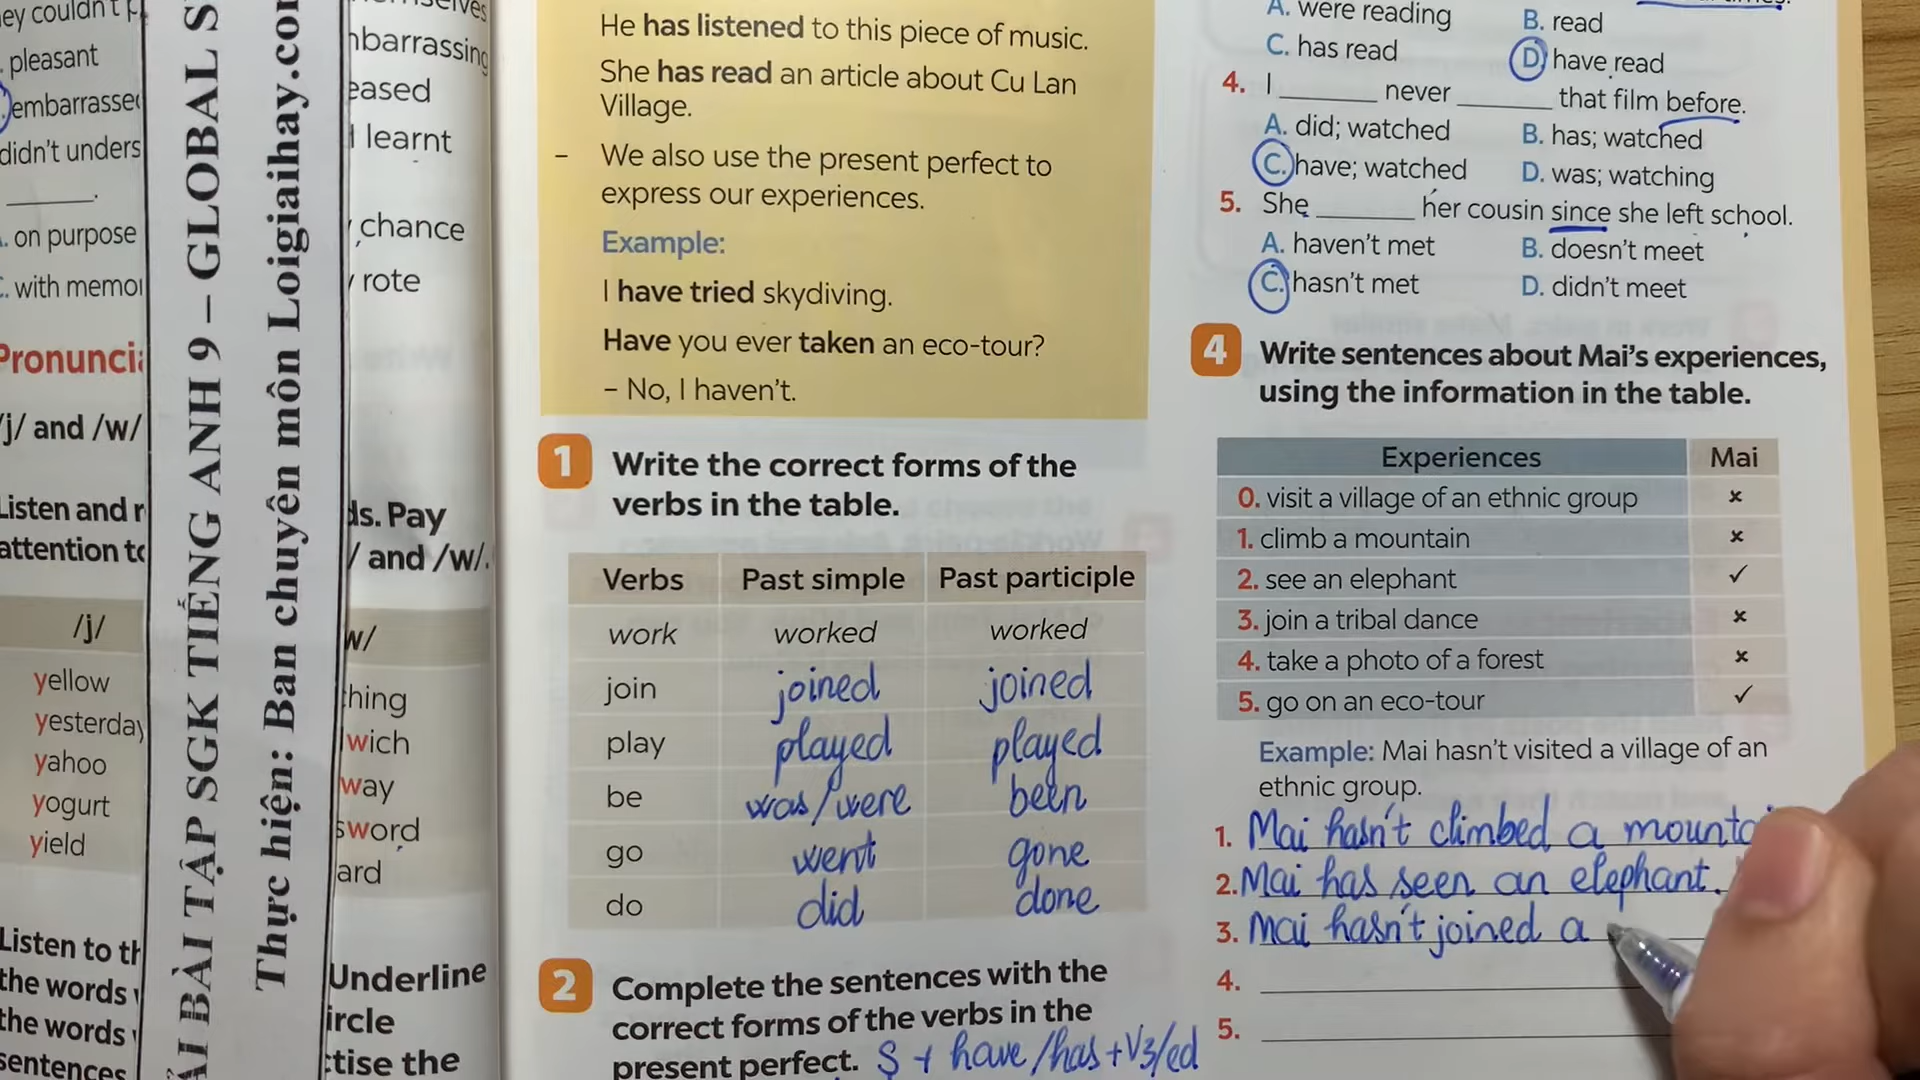 ey couldn't
pleasant
embarrassed
didn't unders
.
. on purpose
. with memor
Pronuncia
/j/ and /w/
Listen and r
attention to
/j/
yellow
yesterday
yahoo
yogurt
yield
Listen to th
the words
the words
sentences
BÀI TẬP SGK TIẾNG ANH 9 – GLOBAL S
Thực hiện: Ban chuyên môn Loigiaihay.com
mbarrassing
eased
learnt
chance
rote
ds. Pay
/ and /w/.
w/
thing
wich
way
sword
ard
Underline
ircle
tise the
He has listened to this piece of music.
She has read an article about Cu Lan
Village.
– We also use the present perfect to
express our experiences.
Example:
I have tried skydiving.
Have you ever taken an eco-tour?
– No, I haven't.
1 Write the correct forms of the
verbs in the table.
Verbs Past simple Past participle
work worked worked
join joined joined
play played played
be was/were been
go went gone
do did done
2 Complete the sentences with the
correct forms of the verbs in the
present perfect. S + have/has + V3/ed
A. were reading B. read
C. has read D. have read
4. I ______ never ______ that film before.
A. did; watched B. has; watched
C. have; watched D. was; watching
5. She ______ her cousin since she left school.
A. haven't met B. doesn't meet
C. hasn't met D. didn't meet
4 Write sentences about Mai's experiences,
using the information in the table.
Experiences Mai
0. visit a village of an ethnic group ×
1. climb a mountain ×
2. see an elephant ✓
3. join a tribal dance ×
4. take a photo of a forest ×
5. go on an eco-tour ✓
Example: Mai hasn't visited a village of an
ethnic group.
1. Mai hasn't climbed a mounta
2. Mai has seen an elephant.
3. Mai hasn't joined a
4.
5.